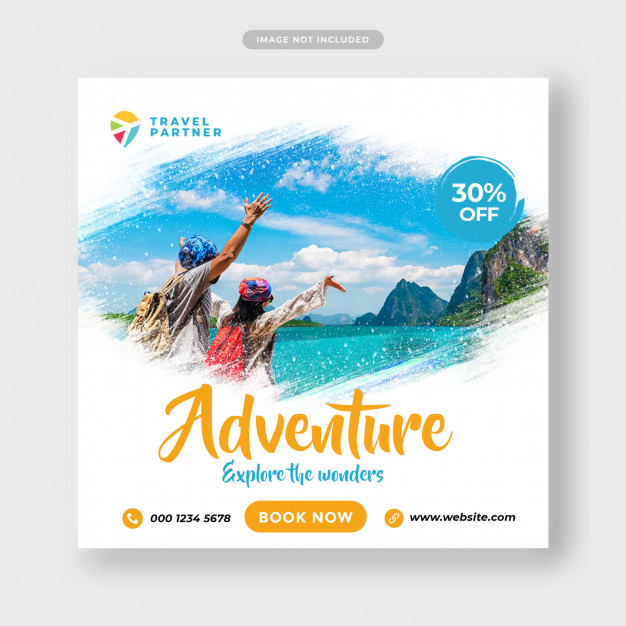 IMAGE NOT INCLUDED
TRAVEL
PARTNER
30%
OFF
Adventure
Explore the wonders
000 1234 5678
BOOK NOW
www.website.com